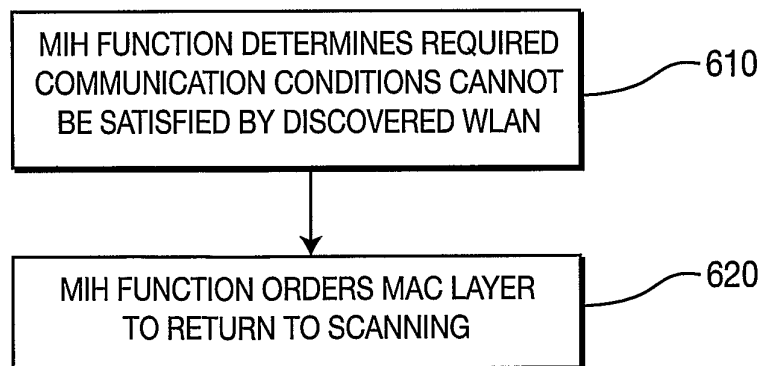 MIH FUNCTION DETERMINES REQUIRED
COMMUNICATION CONDITIONS CANNOT
BE SATISFIED BY DISCOVERED WLAN
610
MIH FUNCTION ORDERS MAC LAYER
TO RETURN TO SCANNING
620